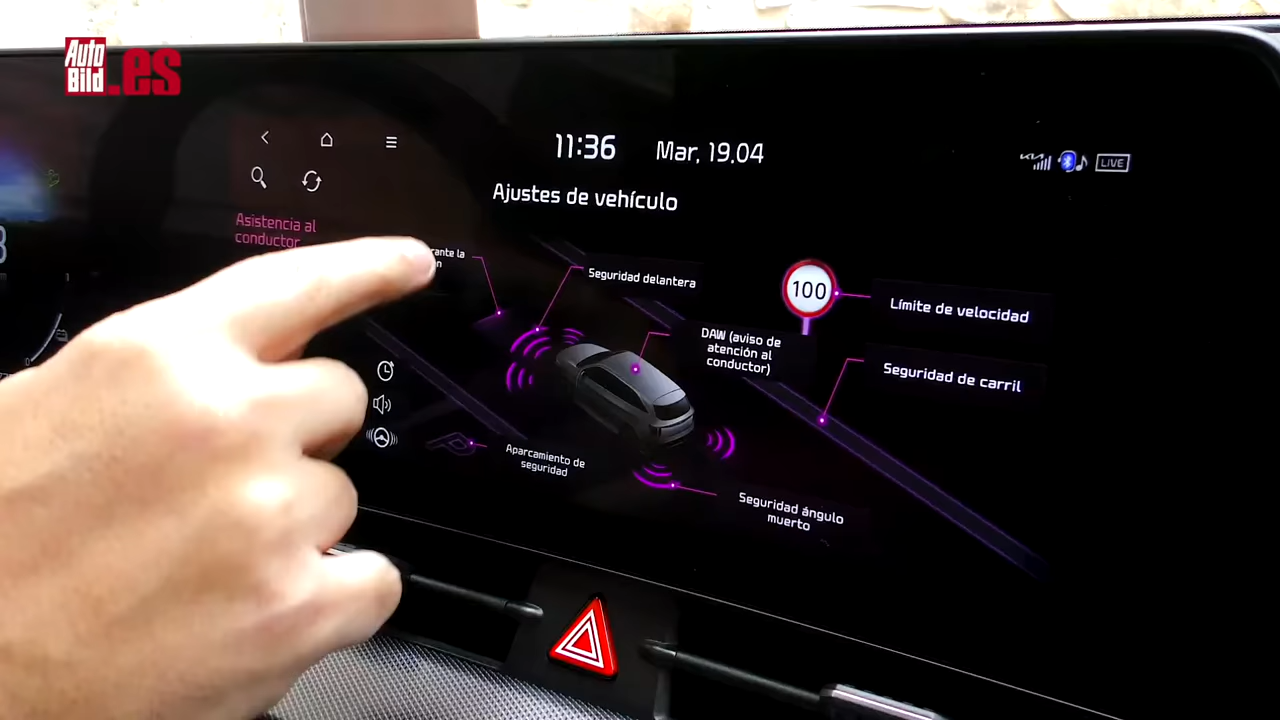 Auto
Bild.es
11:36
Mar, 19.04
LIVE
Ajustes de vehículo
Asistencia al
conductor
Seguridad delantera
100
Límite de velocidad
DAW (aviso de
atención al
conductor)
Seguridad de carril
Aparcamiento de
seguridad
Seguridad ángulo
muerto